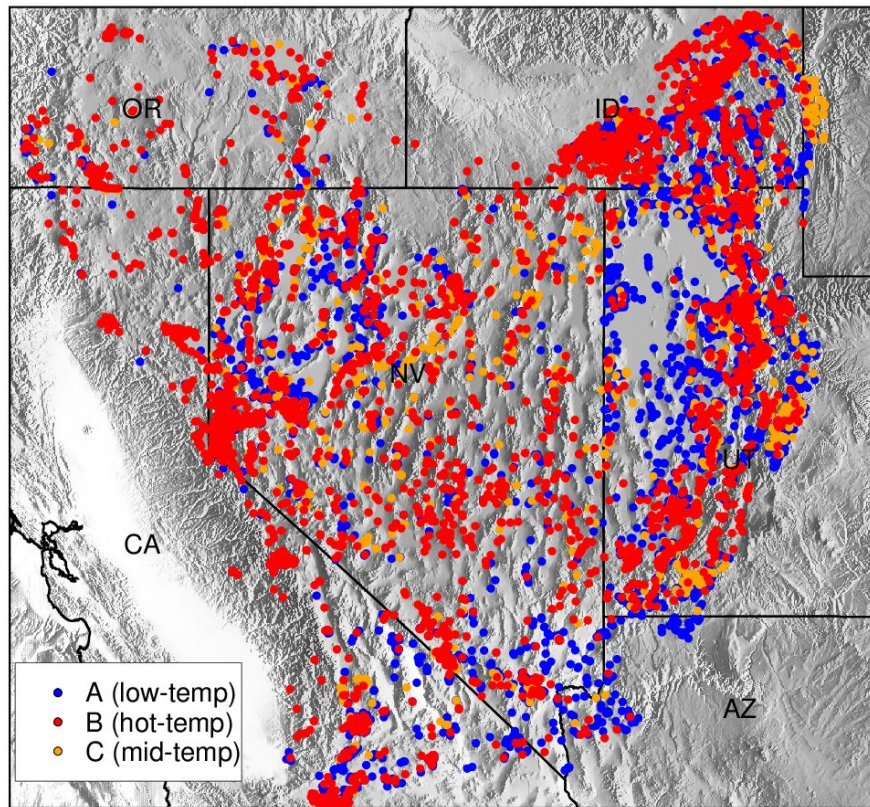 OR
ID
NV
UT
CA
A (low-temp)
B (hot-temp)
C (mid-temp)
AZ